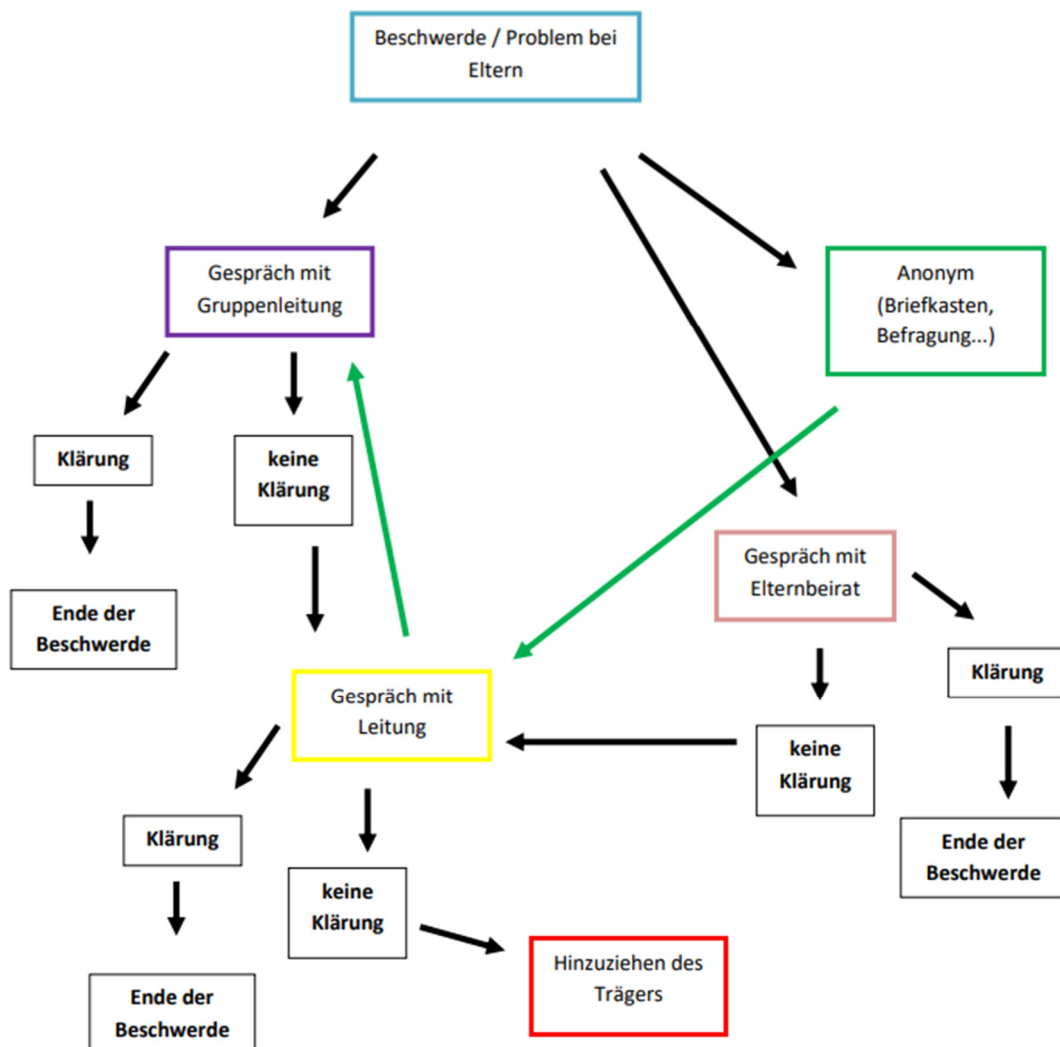 Beschwerde / Problem bei
Eltern
Gespräch mit
Gruppenleitung
Anonym
(Briefkasten,
Befragung...)
Klärung
keine
Klärung
Gespräch mit
Elternbeirat
Ende der
Beschwerde
Klärung
Gespräch mit
Leitung
keine
Klärung
Klärung
Ende der
Beschwerde
keine
Klärung
Hinzuziehen des
Trägers
Ende der
Beschwerde